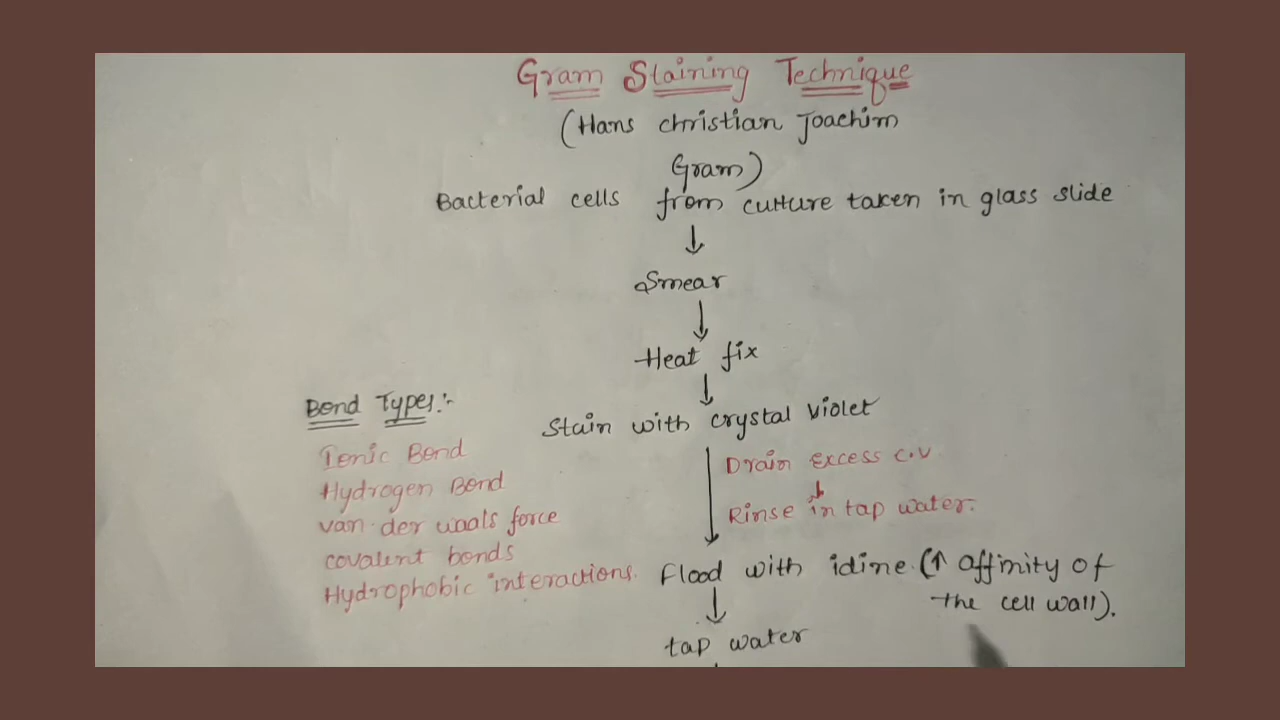 Gram Staining Technique
(Hans christian Joachim
Gram)
Bacterial cells from culture taken in glass slide
↓
Smear
↓
Heat fix
↓
Stain with crystal violet
↓ Drain excess c.v
↓
Rinse in tap water.
Flood with idine (↑ affinity of
the cell wall).
↓
tap water
Bond Types:-
Ionic Bond
Hydrogen Bond
van der waals force
covalent bonds
Hydrophobic interactions.